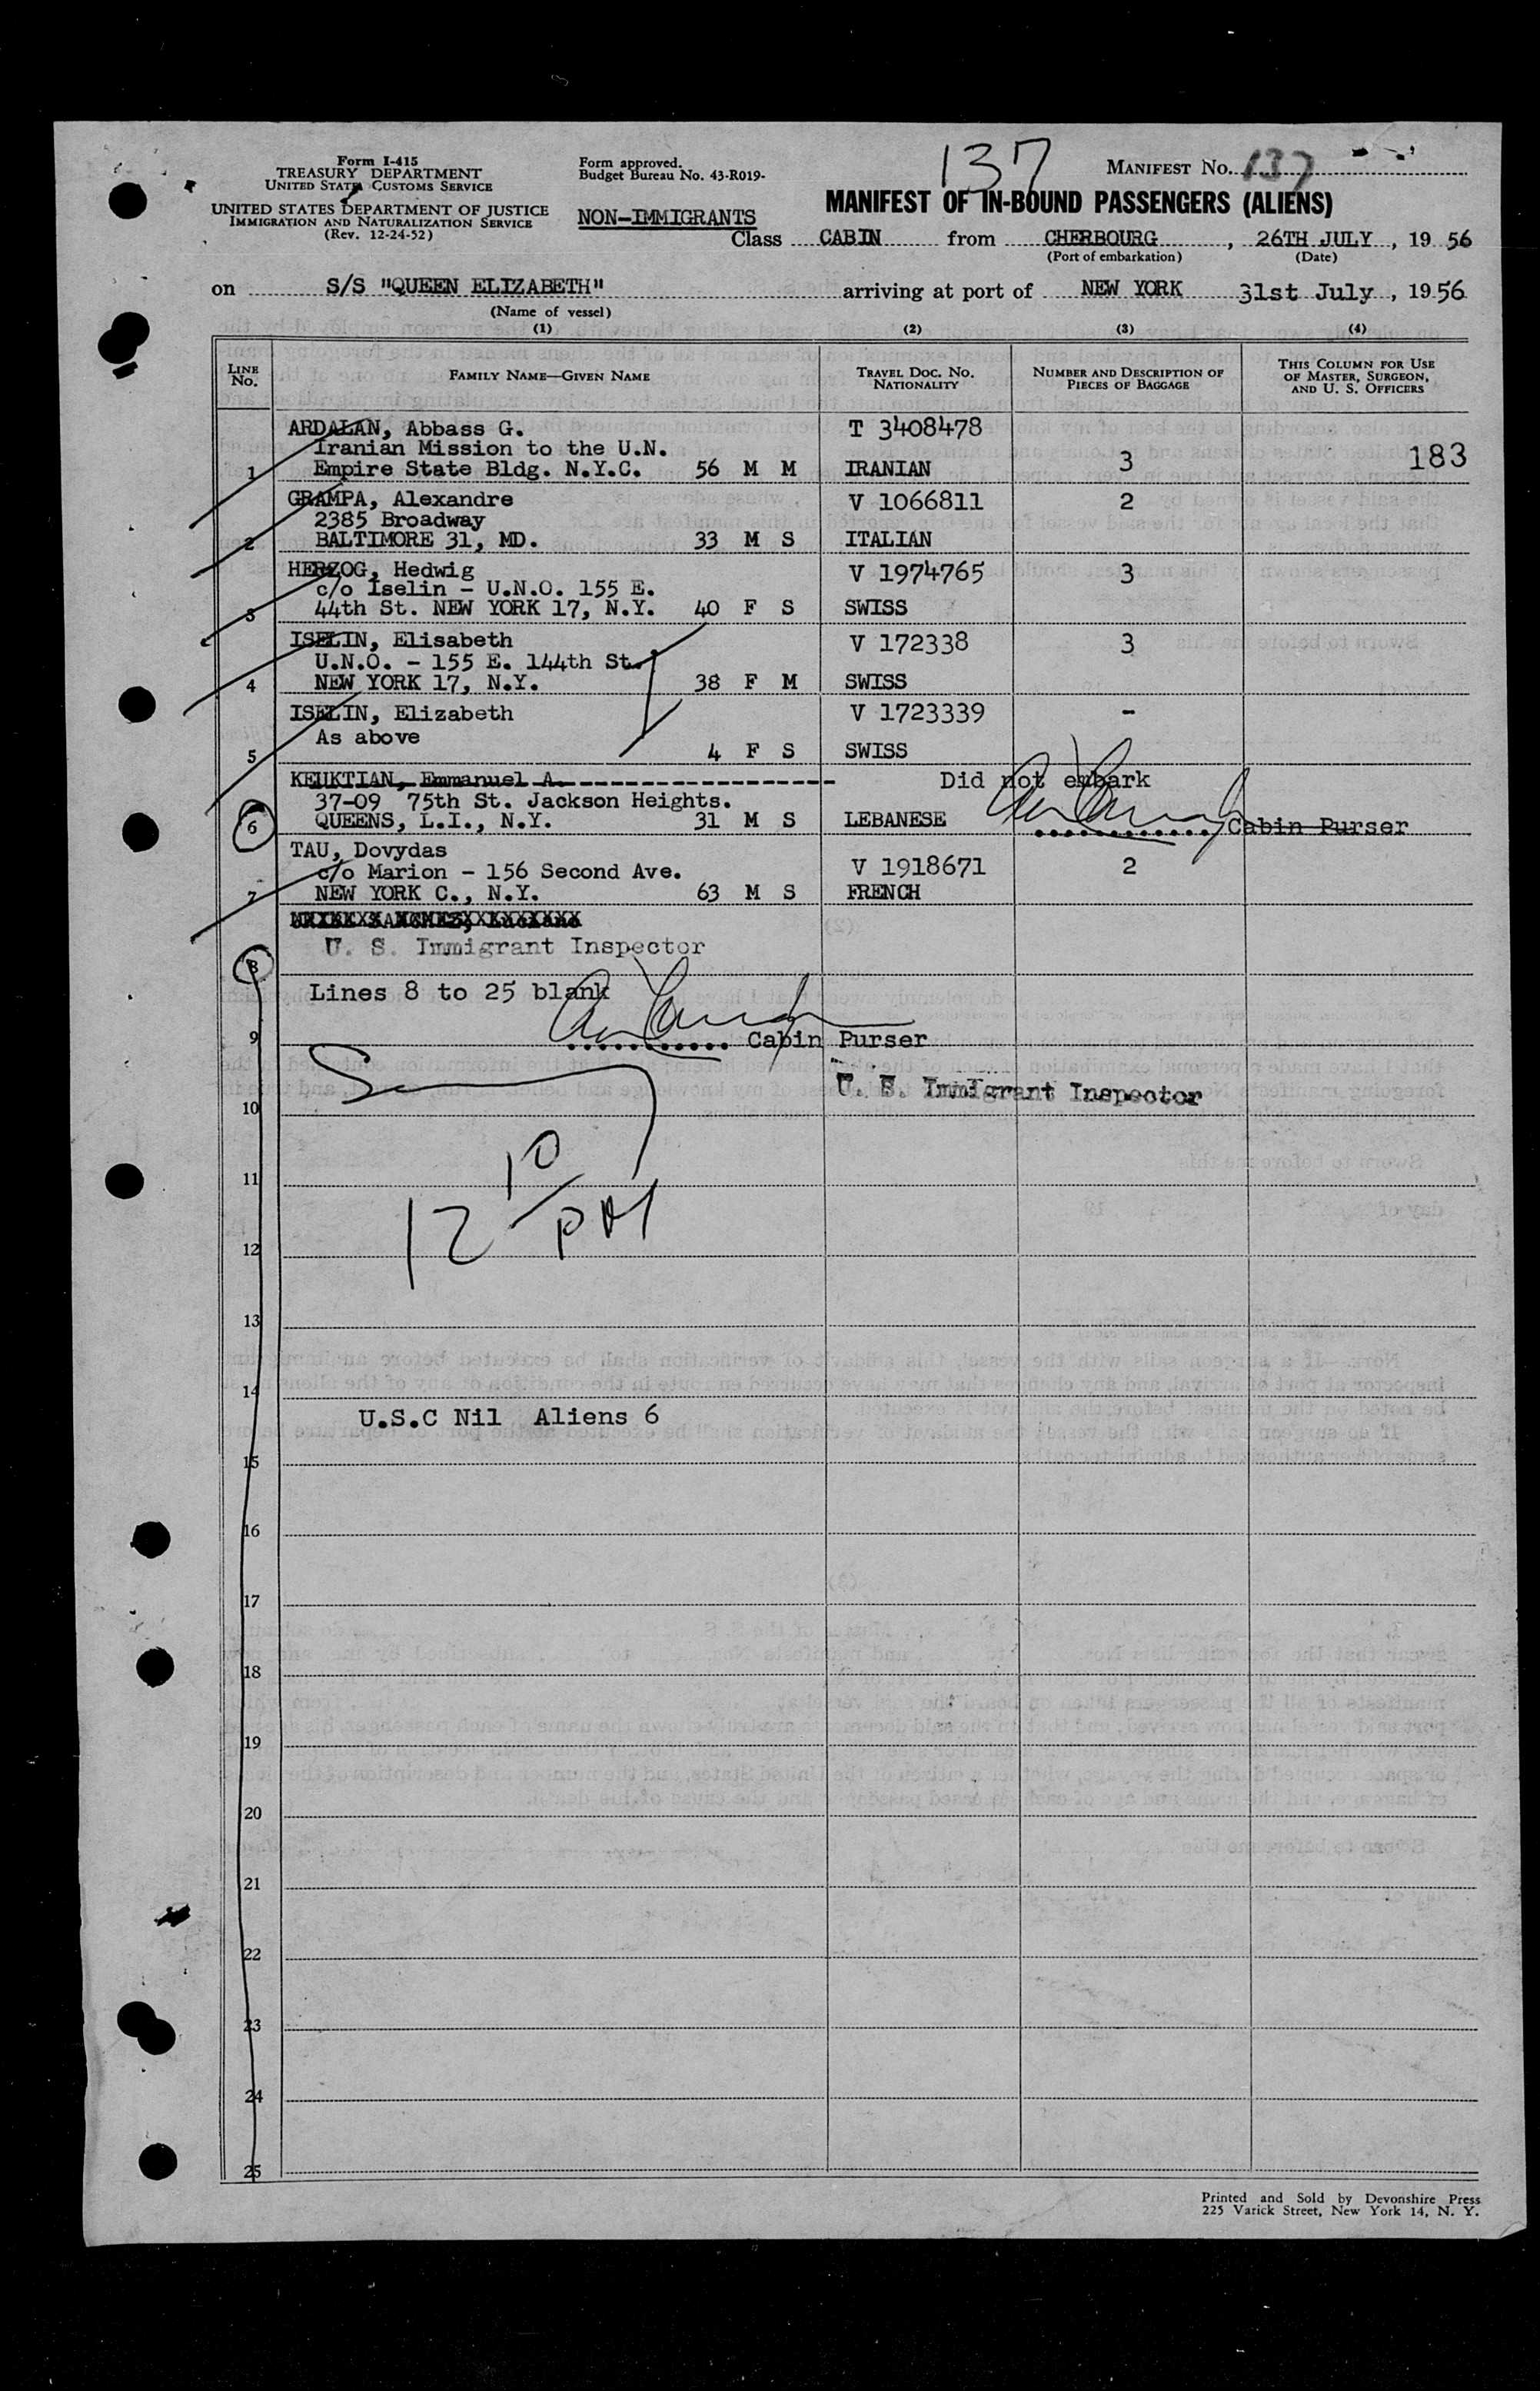 137
Form I-415
TREASURY DEPARTMENT
UNITED STATES CUSTOMS SERVICE
UNITED STATES DEPARTMENT OF JUSTICE
IMMIGRATION AND NATURALIZATION SERVICE
(Rev. 12-24-52)
Form approved.
Budget Bureau No. 43-R019-
MANIFEST NO. 137
MANIFEST OF IN-BOUND PASSENGERS (ALIENS)
NON-IMMIGRANTS
Class CABIN from CHERBOURG, 26TH JULY, 19 56
(Port of embarkation) (Date)
on S/S "QUEEN ELIZABETH" arriving at port of NEW YORK 31st July, 19 56
(Name of vessel)
(1) (2) (3) (4)
LINE No. FAMILY NAME—GIVEN NAME TRAVEL DOC. NO. NATIONALITY NUMBER AND DESCRIPTION OF PIECES OF BAGGAGE THIS COLUMN FOR USE OF MASTER, SURGEON, AND U. S. OFFICERS
ARDALAN, Abbass G. T 3408478
Iranian Mission to the U.N.
1 Empire State Bldg. N.Y.C. 56 M M IRANIAN 3 183
GRAMPA, Alexandre V 1066811 2
2385 Broadway
2 BALTIMORE 31, MD. 33 M S ITALIAN
HERZOG, Hedwig V 1974765 3
c/o Iselin - U.N.O. 155 E.
3 44th St. NEW YORK 17, N.Y. 40 F S SWISS
ISELIN, Elisabeth V 172338 3
U.N.O. - 155 E. 144th St.
4 NEW YORK 17, N.Y. 38 F M SWISS
ISELIN, Elizabeth V 1723339 -
As above
5 4 F S SWISS
KEUKTIAN, Emmanuel A. Did not embark
37-09 75th St. Jackson Heights.
6 QUEENS, L.I., N.Y. 31 M S LEBANESE Cabin Purser
TAU, Dovydas
c/o Marion - 156 Second Ave. V 1918671 2
7 NEW YORK C., N.Y. 63 M S FRENCH
U. S. Immigrant Inspector
8
Lines 8 to 25 blank
9 Cabin Purser
U. S. Immigrant Inspector
10
11
12 10 PM
12
13
14
U.S.C Nil Aliens 6
15
16
17
18
19
20
21
22
23
24
25
Printed and Sold by Devonshire Press
225 Varick Street, New York 14, N. Y.